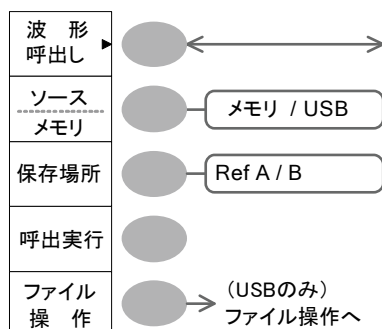 波 形
呼出し
ソース
メモリ
メモリ / USB
保存場所
Ref A / B
呼出実行
ファイル
操 作
(USBのみ)
ファイル操作へ